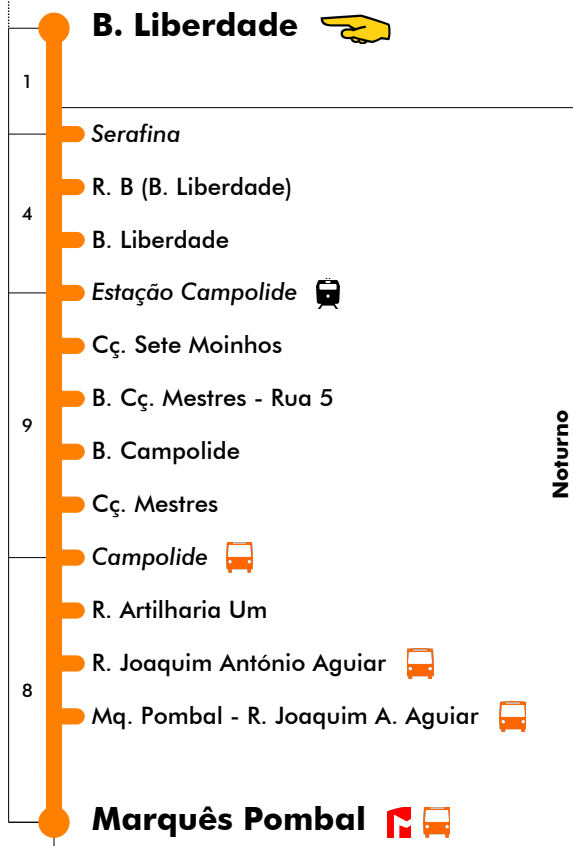 B. Liberdade
1
Serafina
R. B (B. Liberdade)
4
B. Liberdade
Estação Campolide
Cç. Sete Moinhos
B. Cç. Mestres - Rua 5
9
B. Campolide
Noturno
Cç. Mestres
Campolide
R. Artilharia Um
R. Joaquim António Aguiar
8
Mq. Pombal - R. Joaquim A. Aguiar
Marquês Pombal